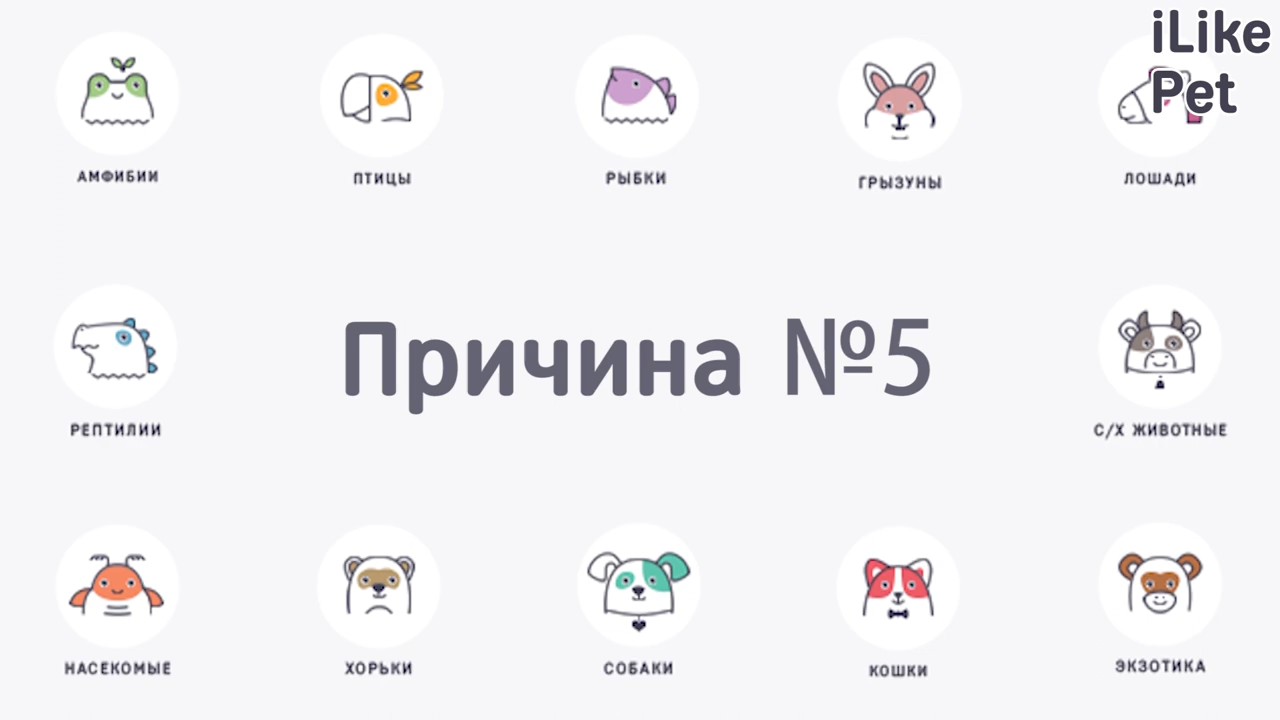 iLike
Pet
АМФИБИИ
ПТИЦЫ
РЫБКИ
ГРЫЗУНЫ
ЛОШАДИ
Причина №5
РЕПТИЛИИ
С/Х ЖИВОТНЫЕ
НАСЕКОМЫЕ
ХОРЬКИ
СОБАКИ
КОШКИ
ЭКЗОТИКА